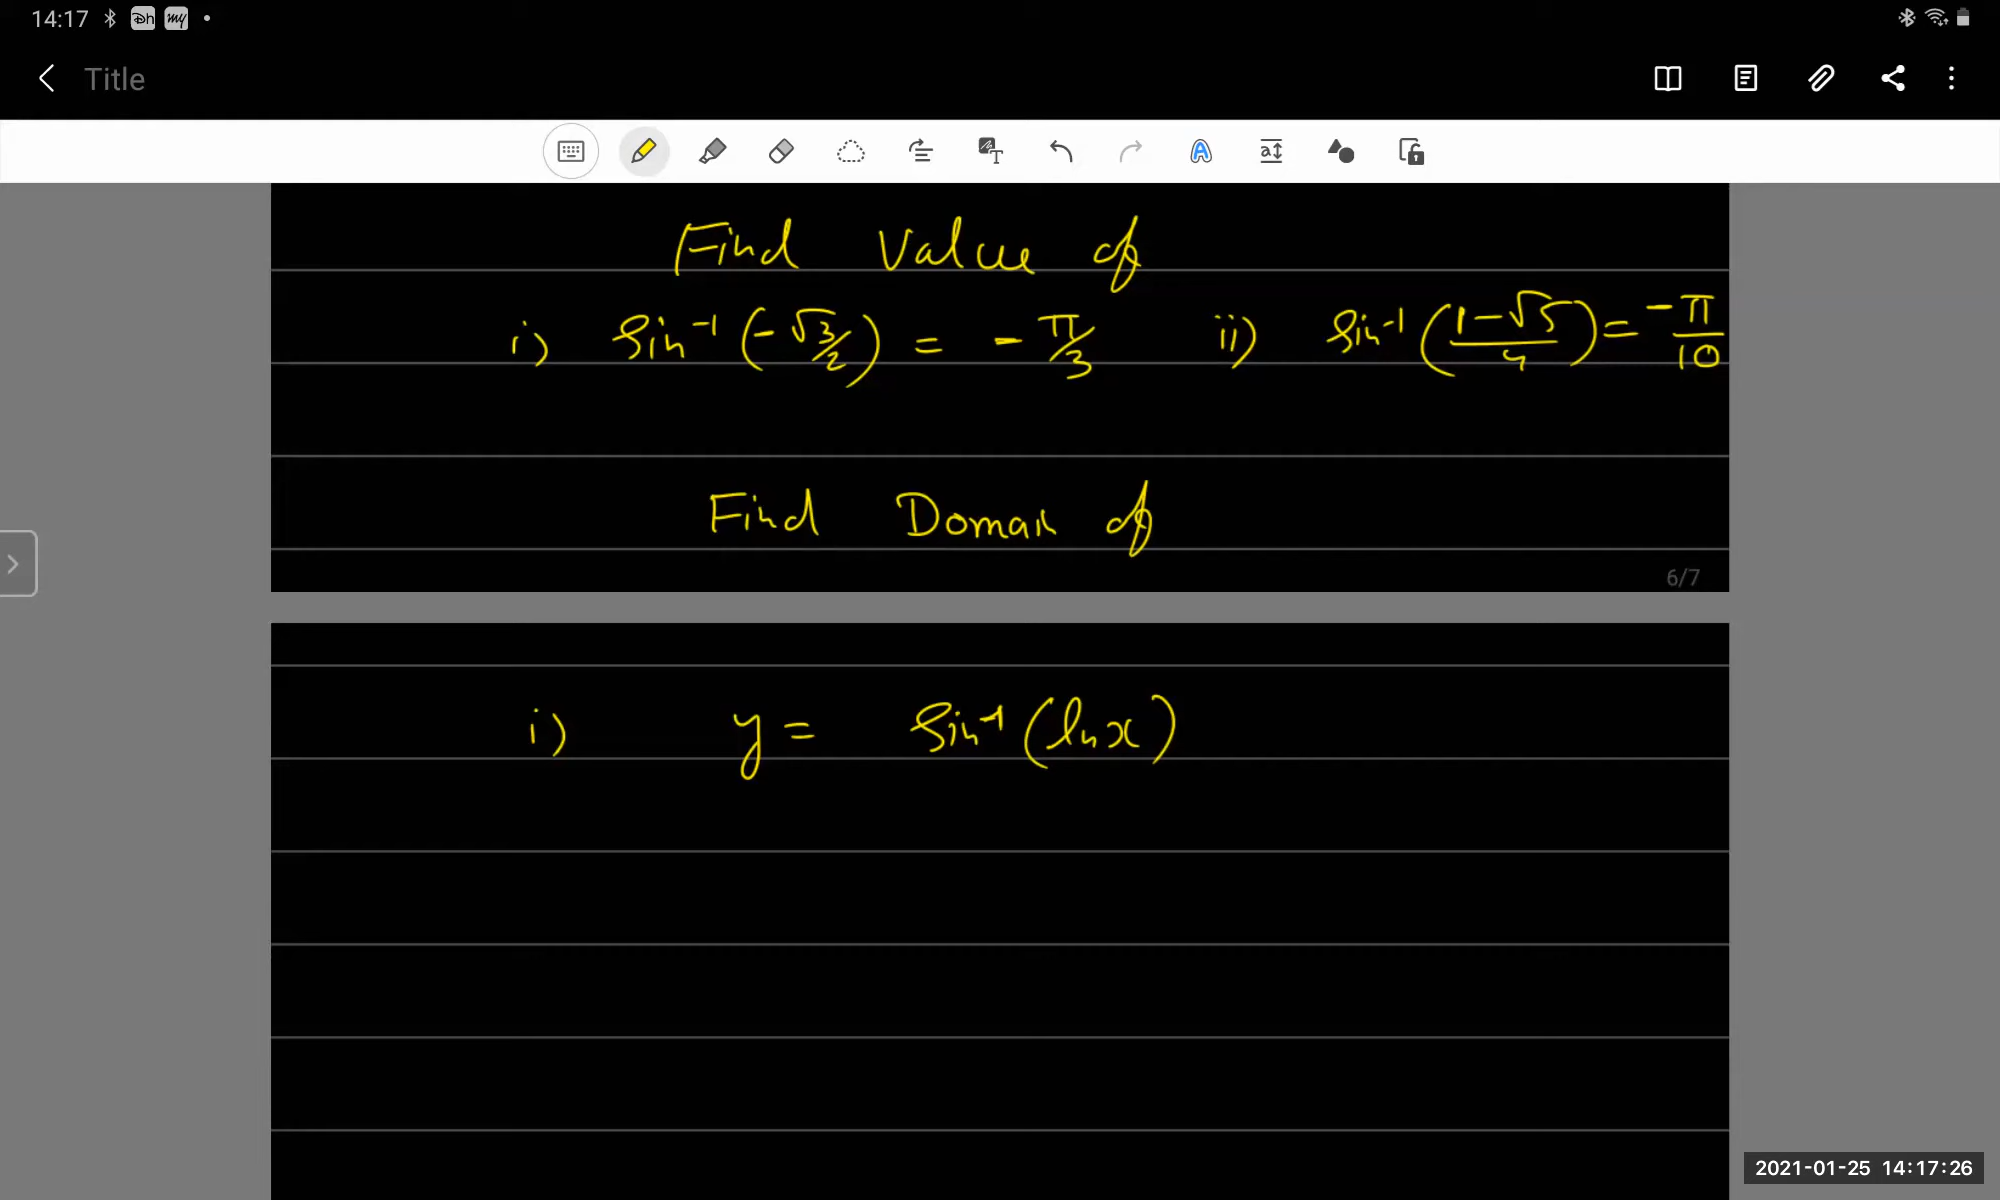 14:17
Title
Find Value of
i) sin⁻¹(-√3/2) = -π/3 ii) sin⁻¹((1-√5)/4) = -π/10
Find Domain of
6/7
i) y = sin⁻¹(ln x)
2021-01-25 14:17:26